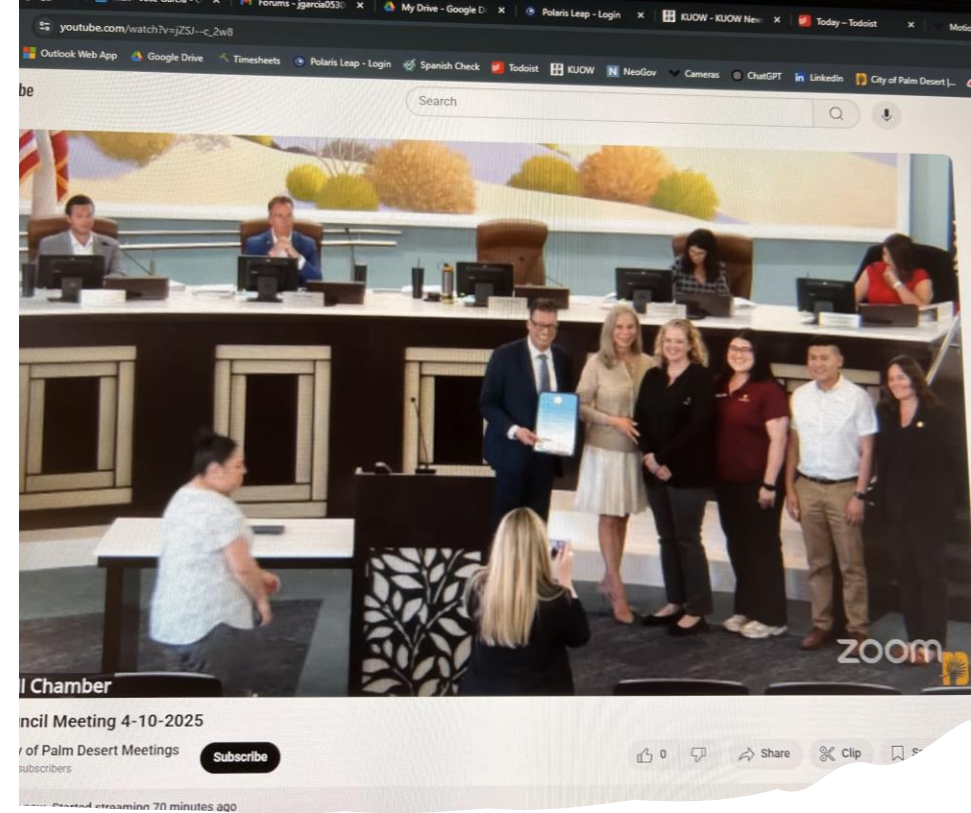 Forums - jgarcia0530
My Drive - Google D
Polaris Leap - Login
KUOW - KUOW New
Today – Todoist
Motio
youtube.com/watch?v=jZSJ--c_2w8
Outlook Web App
Google Drive
Timesheets
Polaris Leap - Login
Spanish Check
Todoist
KUOW
NeoGov
Cameras
ChatGPT
LinkedIn
City of Palm Desert |...
be
Search
zoom
l Chamber
ncil Meeting 4-10-2025
y of Palm Desert Meetings
subscribers
Subscribe
0
Share
Clip
Started streaming 70 minutes ago